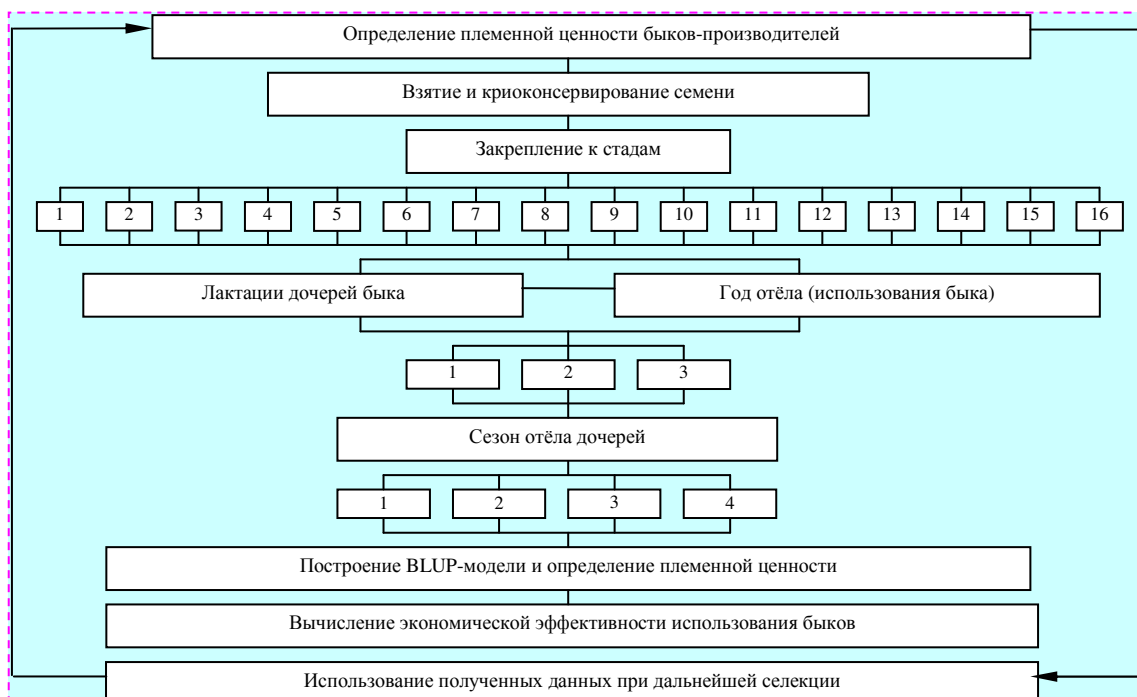 Определение племенной ценности быков-производителей
Взятие и криоконсервирование семени
Закрепление к стадам
1 2 3 4 5 6 7 8 9 10 11 12 13 14 15 16
Лактации дочерей быка Год отёла (использования быка)
1 2 3
Сезон отёла дочерей
1 2 3 4
Построение BLUP-модели и определение племенной ценности
Вычисление экономической эффективности использования быков
Использование полученных данных при дальнейшей селекции